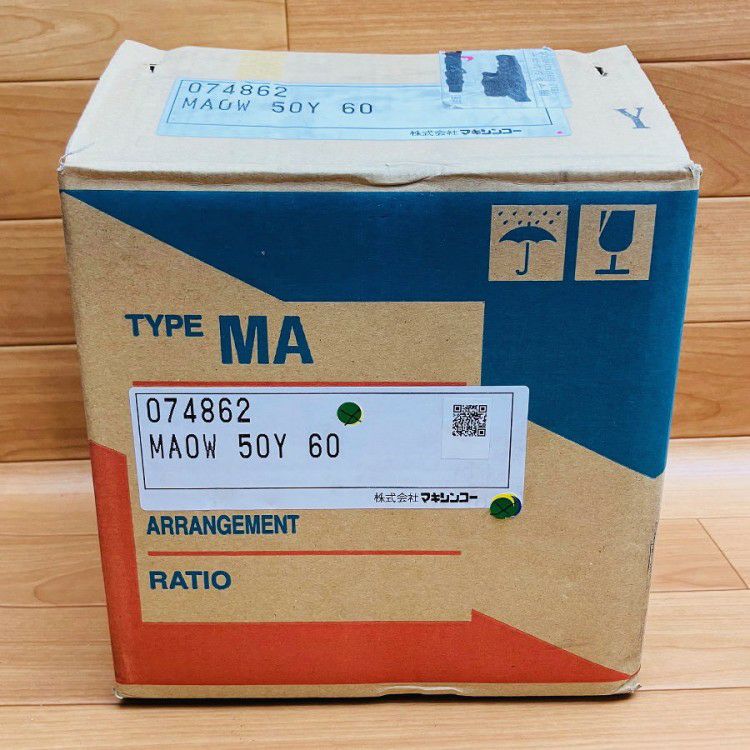 074862
MAOW 50Y 60
株式会社 マキシンコー
Y
TYPE MA
074862
MAOW 50Y 60
株式会社 マキシンコー
ARRANGEMENT
RATIO